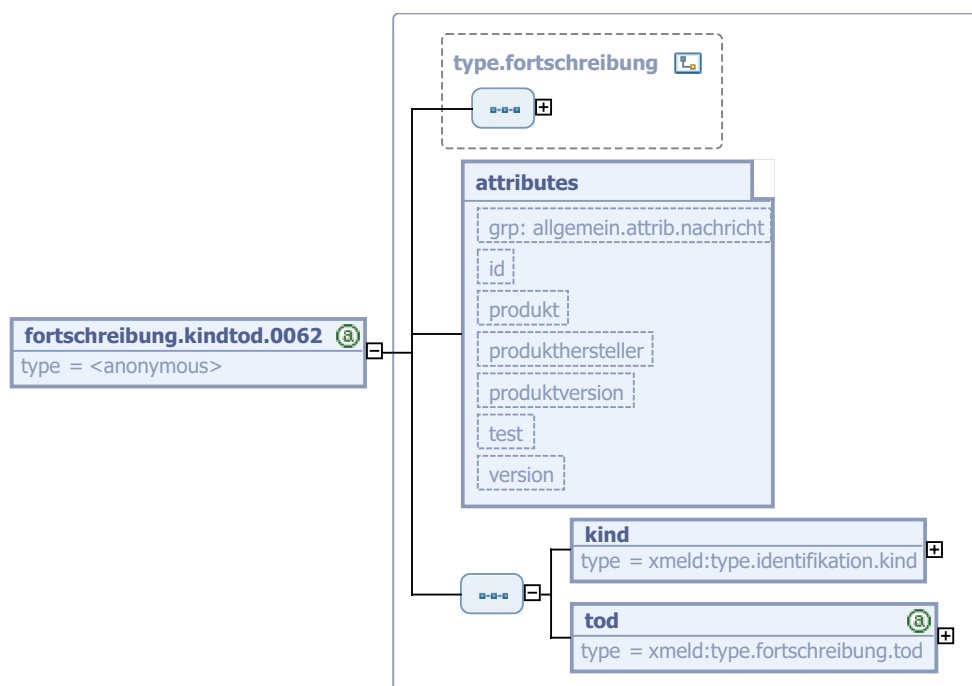 type.fortschreibung
attributes
grp: allgemein.attrib.nachricht
id
produkt
produkthersteller
produktversion
test
version
fortschreibung.kindtod.0062 a
type = <anonymous>
kind
type = xmeld:type.identifikation.kind
tod a
type = xmeld:type.fortschreibung.tod